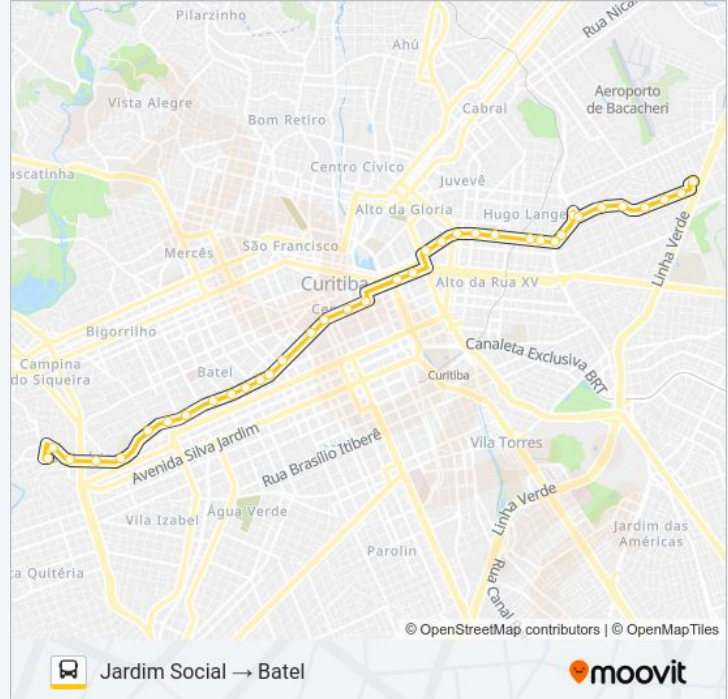 Pilarzinho
Rua Nica
Ahú
Aeroporto
de Bacacheri
Vista Alegre
Cabral
Bom Retiro
Centro Cívico
ascatinha
Juvevê
Alto da Gloria
Hugo Lange
São Francisco
Mercês
Linha Verde
Curitiba
Ce
Alto da Rua XV
Bigorrilho
Canaleta Exclusiva BRT
Campina
do Siqueira
Batel
Curitiba
Avenida Silva Jardim
Vila Torres
Rua Brasílio Itiberê
Linha Verde
Vila Izabel
Água Verde
Jardim das
Américas
Parolin
ta Quitéria
Rua Canal
© OpenStreetMap contributors | © OpenMapTiles
Jardim Social → Batel
moovit